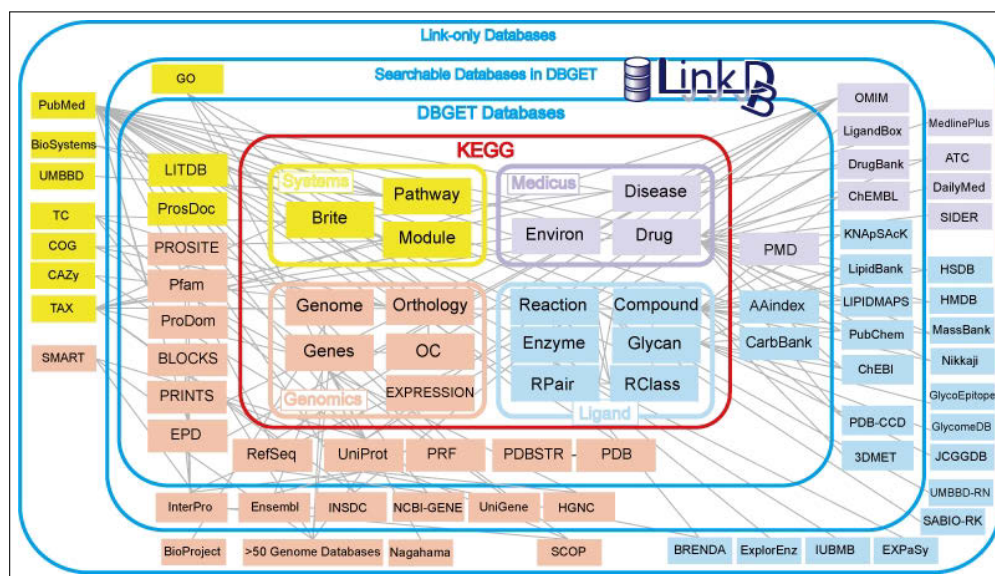 Link-only Databases
GO
Searchable Databases in DBGET
LinkDB
PubMed
DBGET Databases
OMIM
MedlinePlus
BioSystems
KEGG
LigandBox
UMBBD
LITDB
Systems
Pathway
Medicus
Disease
DrugBank
ATC
ProsDoc
Brite
ChEMBL
DailyMed
TC
Module
Environ
Drug
KNApSAcK
SIDER
COG
PROSITE
PMD
CAZy
Pfam
LipidBank
HSDB
TAX
Genome
Orthology
Reaction
Compound
AAindex
LIPIDMAPS
HMDB
ProDom
SMART
BLOCKS
Genes
OC
Enzyme
Glycan
CarbBank
PubChem
MassBank
PRINTS
Genomics
EXPRESSION
RPair
RClass
ChEBI
Nikkaji
Ligand
GlycoEpitope
EPD
PDB-CCD
GlycomeDB
RefSeq
UniProt
PRF
PDBSTR
-
PDB
3DMET
JCGGDB
InterPro
Ensembl
INSDC
NCBI-GENE
UniGene
HGNC
UMBBD-RN
SABIO-RK
BioProject
>50 Genome Databases
Nagahama
SCOP
BRENDA
ExplorEnz
IUBMB
EXPaSy